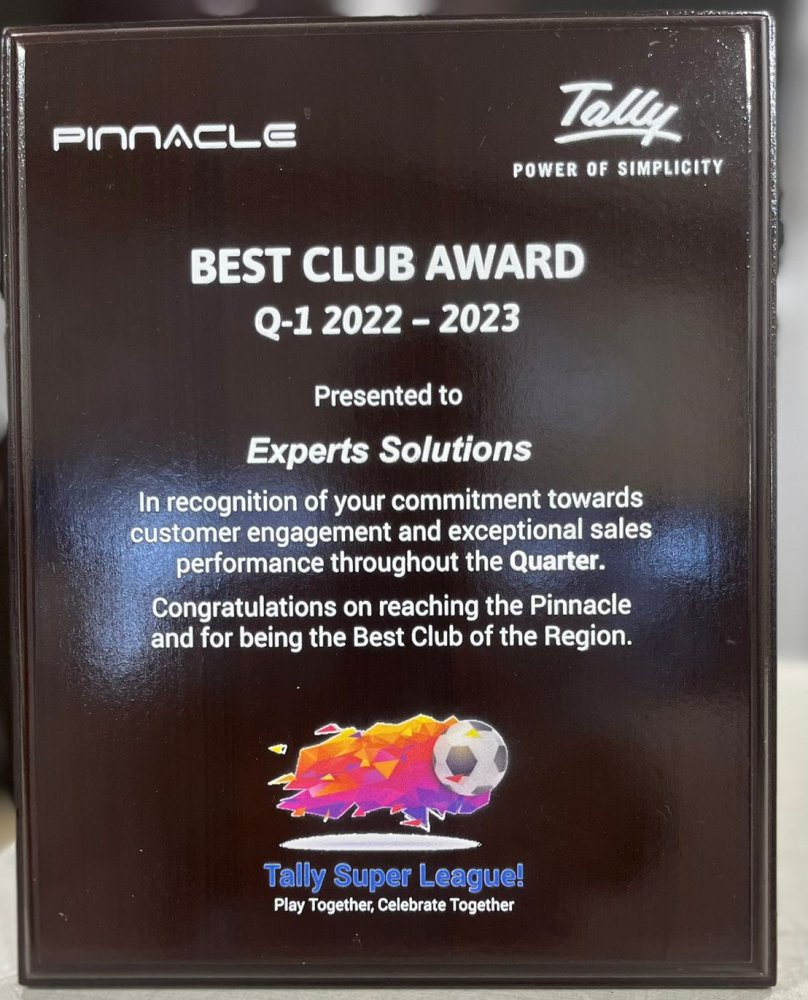 PINNACLE
Tally
POWER OF SIMPLICITY
BEST CLUB AWARD
Q-1 2022 – 2023
Presented to
Experts Solutions
In recognition of your commitment towards
customer engagement and exceptional sales
performance throughout the Quarter.
Congratulations on reaching the Pinnacle
and for being the Best Club of the Region.
Tally Super League!
Play Together, Celebrate Together